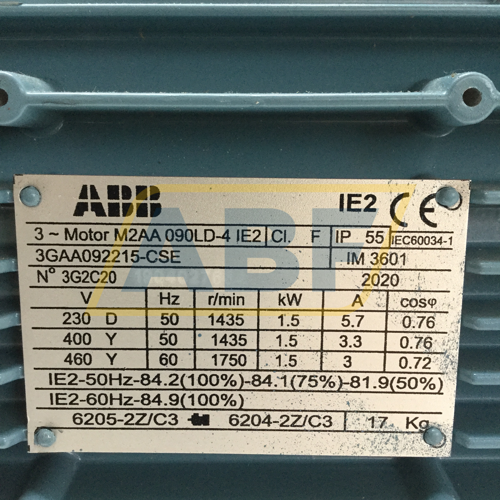 ABB IE2 CE
3 ~ Motor M2AA 090LD-4 IE2 Cl. F IP 55 IEC60034-1
3GAA092215-CSE IM 3601
Nº 3G2C20 2020
V Hz r/min kW A cosφ
230 D 50 1435 1.5 5.7 0.76
400 Y 50 1435 1.5 3.3 0.76
460 Y 60 1750 1.5 3 0.72
IE2-50Hz-84.2(100%)-84.1(75%)-81.9(50%)
IE2-60Hz-84.9(100%)
6205-2Z/C3 6204-2Z/C3 17 Kg
ABF